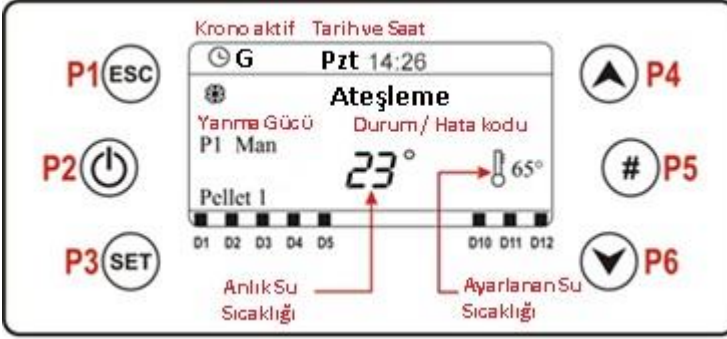 Krono aktif Tarih ve Saat
P1 ESC
G Pzt 14:26
P4
Ateşleme
Yanma Gücü Durum / Hata kodu
P1 Man
P2
23° 65°
# P5
Pellet 1
D1 D2 D3 D4 D5 D10 D11 D12
P3 SET
P6
Anlık Su
Sıcaklığı
Ayarlanan Su
Sıcaklığı